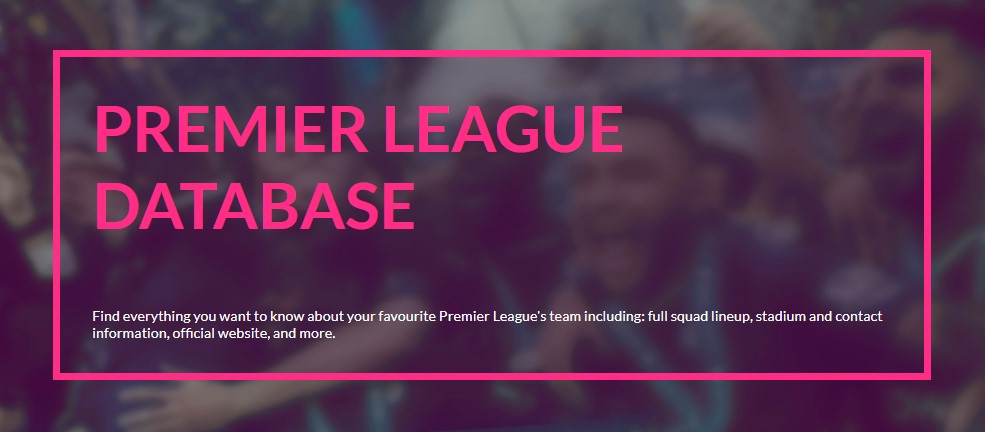 PREMIER LEAGUE
DATABASE
Find everything you want to know about your favourite Premier League's team including: full squad lineup, stadium and contact
information, official website, and more.